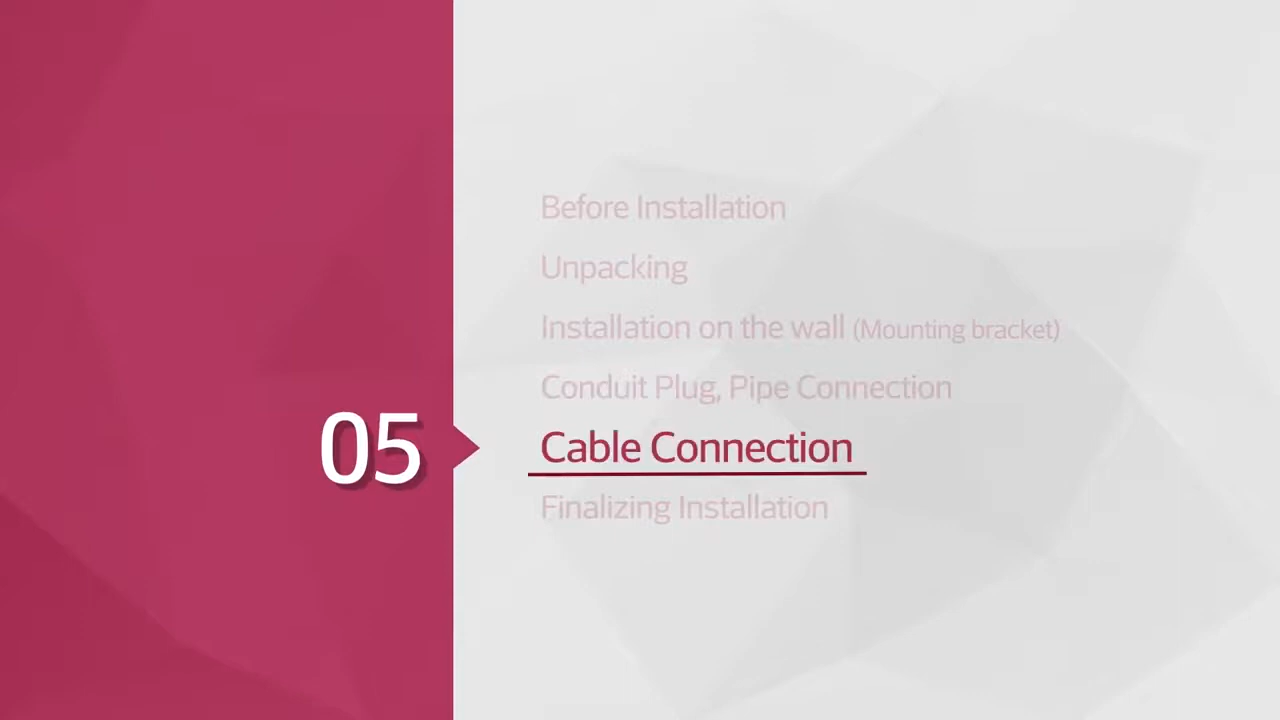 Before Installation
Unpacking
Installation on the wall (Mounting bracket)
Conduit Plug, Pipe Connection
05 Cable Connection
Finalizing Installation